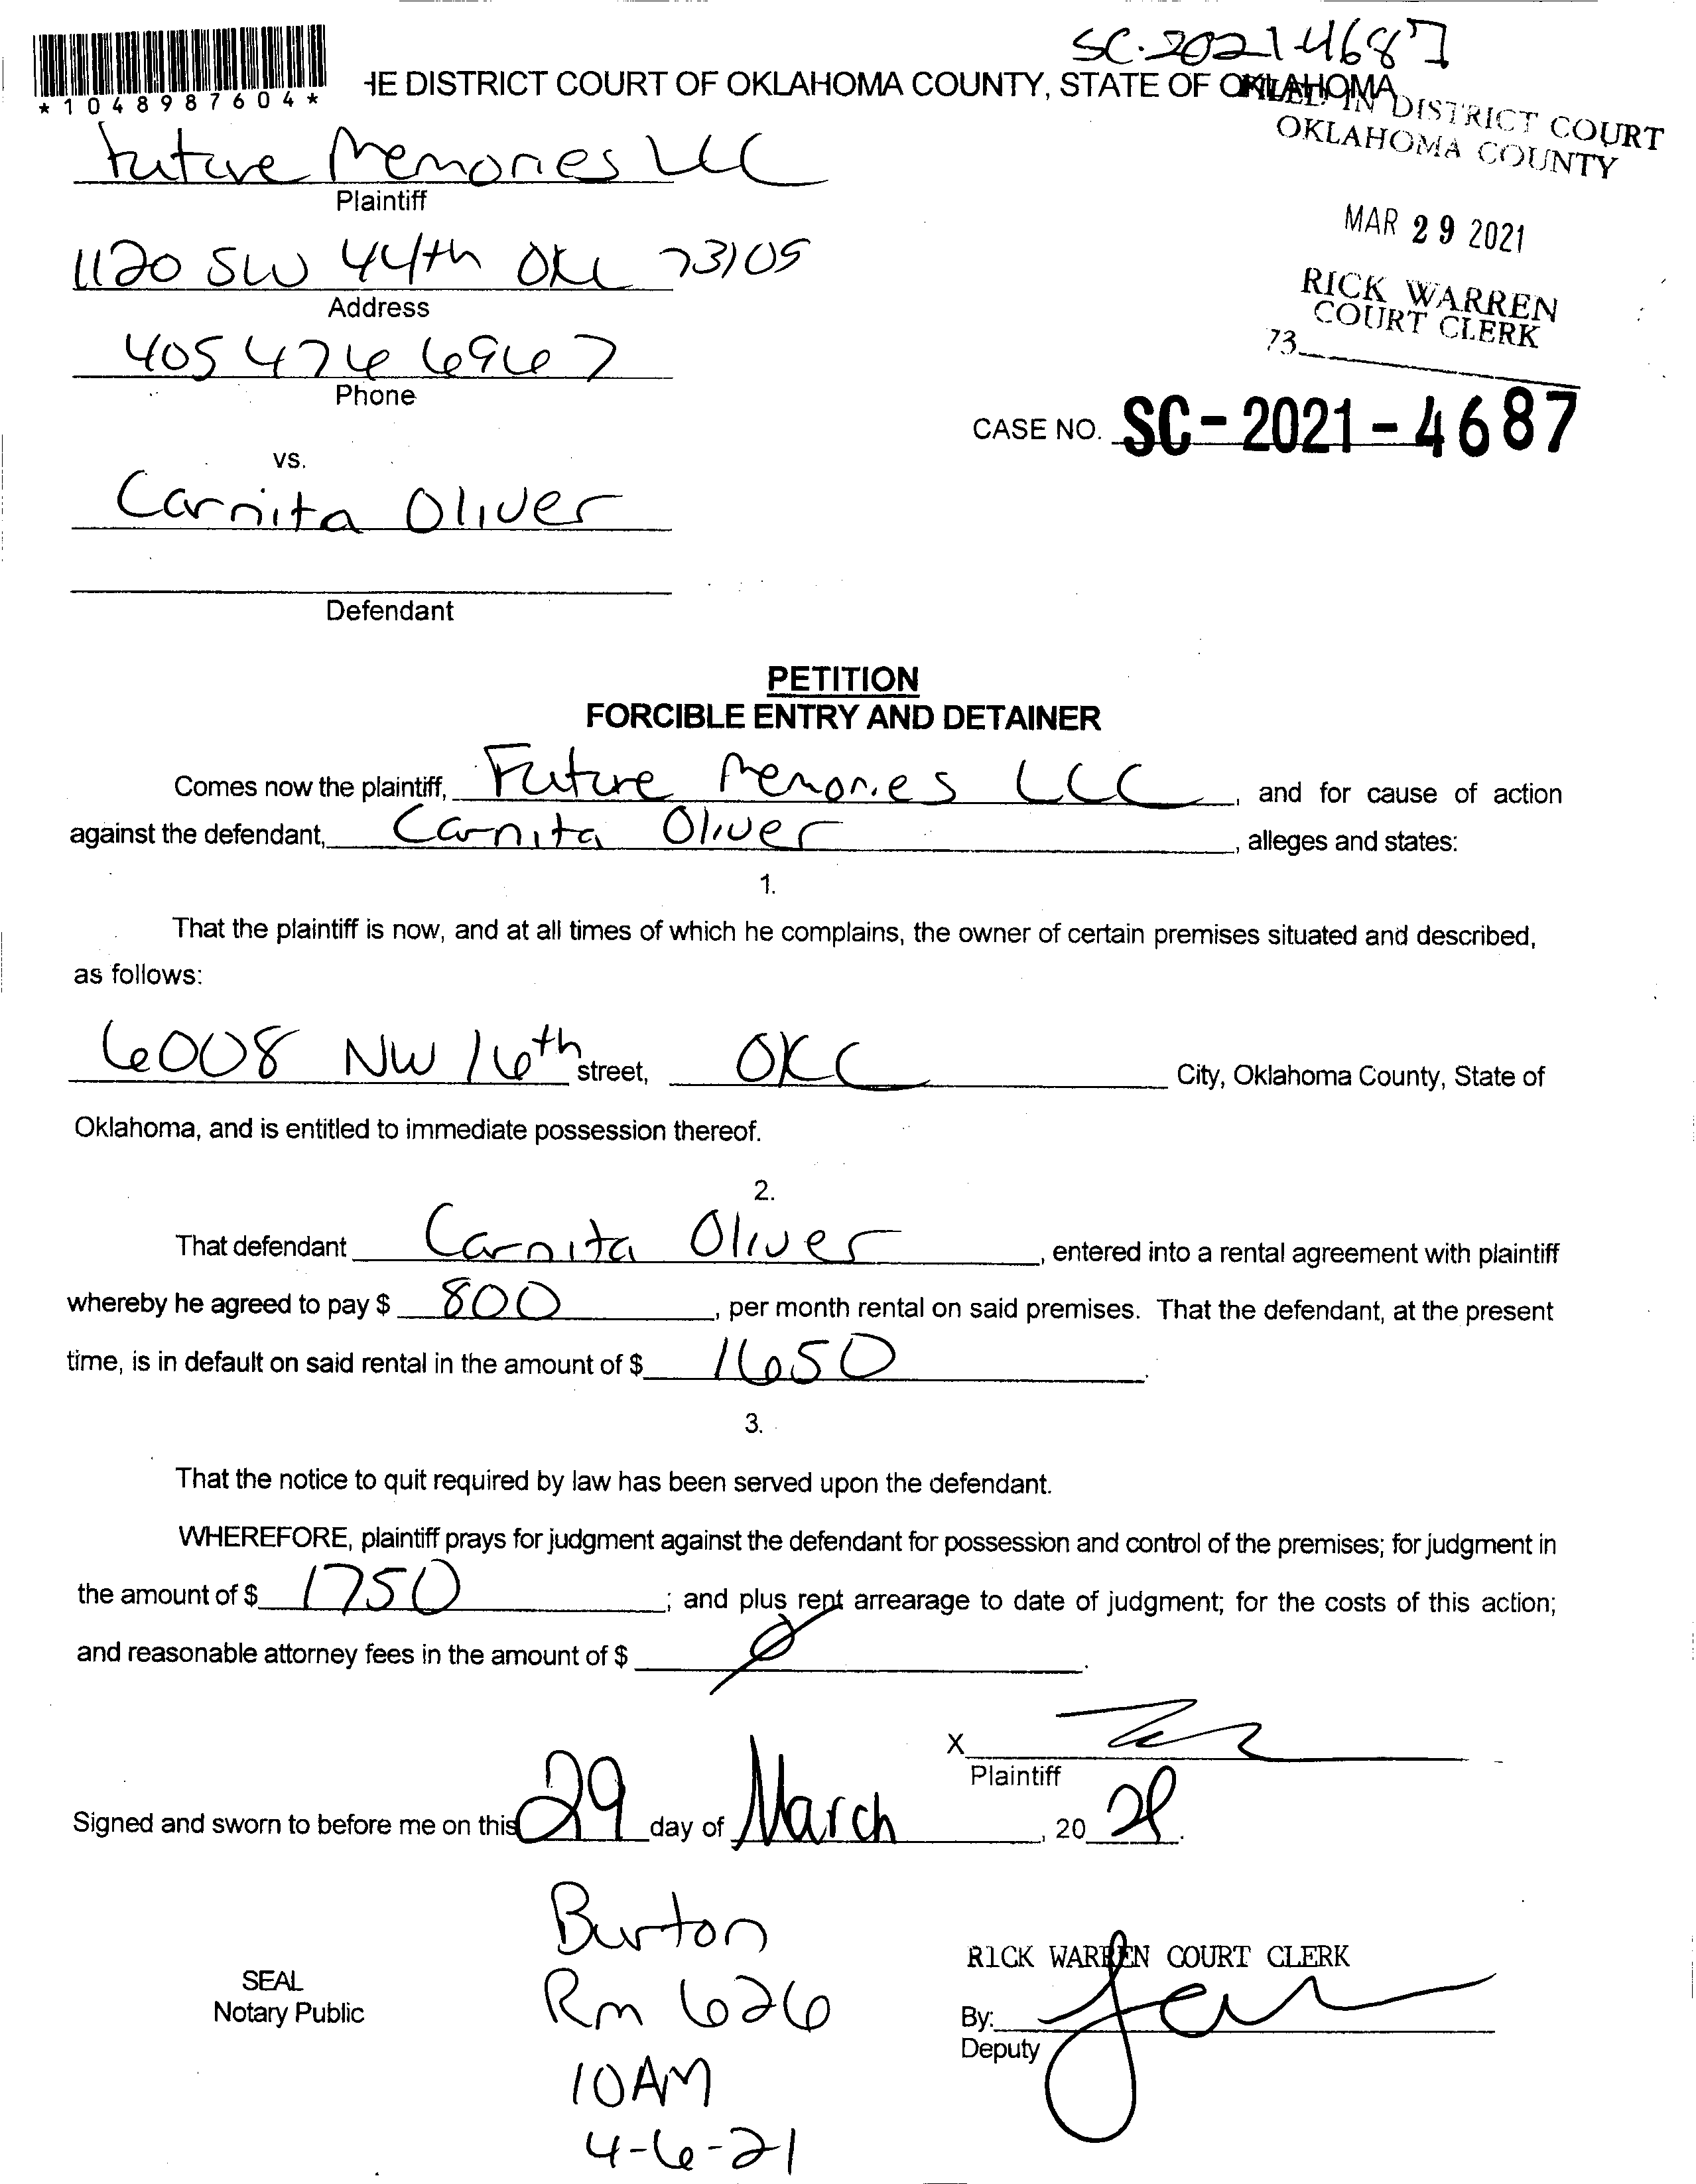 SC-2021-4687
*1048987604*
HE DISTRICT COURT OF OKLAHOMA COUNTY, STATE OF OKLAHOMA
FILED IN DISTRICT COURT
OKLAHOMA COUNTY
Future Memories LLC
Plaintiff
MAR 29 2021
1120 SW 44th OKC 73109
Address
RICK WARREN
COURT CLERK
73
405 476 6967
Phone
CASE NO. SC-2021-4687
vs.
Carnita Oliver
Defendant
PETITION
FORCIBLE ENTRY AND DETAINER
Comes now the plaintiff, Future Memories LLC, and for cause of action
against the defendant, Carnita Oliver, alleges and states:
1.
That the plaintiff is now, and at all times of which he complains, the owner of certain premises situated and described,
as follows:
6008 NW 16th street, OKC City, Oklahoma County, State of
Oklahoma, and is entitled to immediate possession thereof.
2.
That defendant Carnita Oliver, entered into a rental agreement with plaintiff
whereby he agreed to pay $ 800, per month rental on said premises. That the defendant, at the present
time, is in default on said rental in the amount of $ 1650.
3.
That the notice to quit required by law has been served upon the defendant.
WHEREFORE, plaintiff prays for judgment against the defendant for possession and control of the premises; for judgment in
the amount of $ 1750; and plus rent arrearage to date of judgment; for the costs of this action;
and reasonable attorney fees in the amount of $ Ø.
X
Plaintiff
Signed and sworn to before me on this 29 day of March, 20 21.
Burton
SEAL
Notary Public
Rm 626
10AM
4-6-21
RICK WARREN COURT CLERK
By:
Deputy